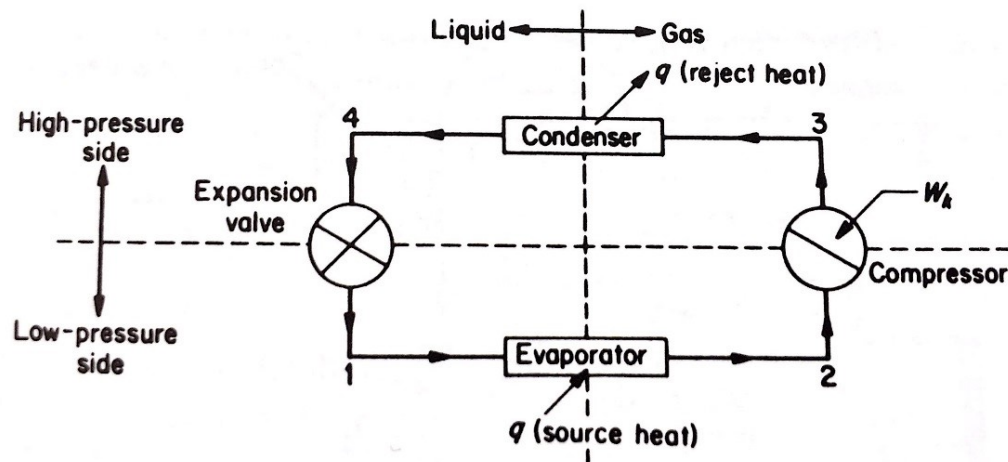 Liquid
Gas
q (reject heat)
High-pressure
side
4
Condenser
3
Expansion
valve
Wk
Compressor
Low-pressure
side
1
Evaporator
2
q (source heat)